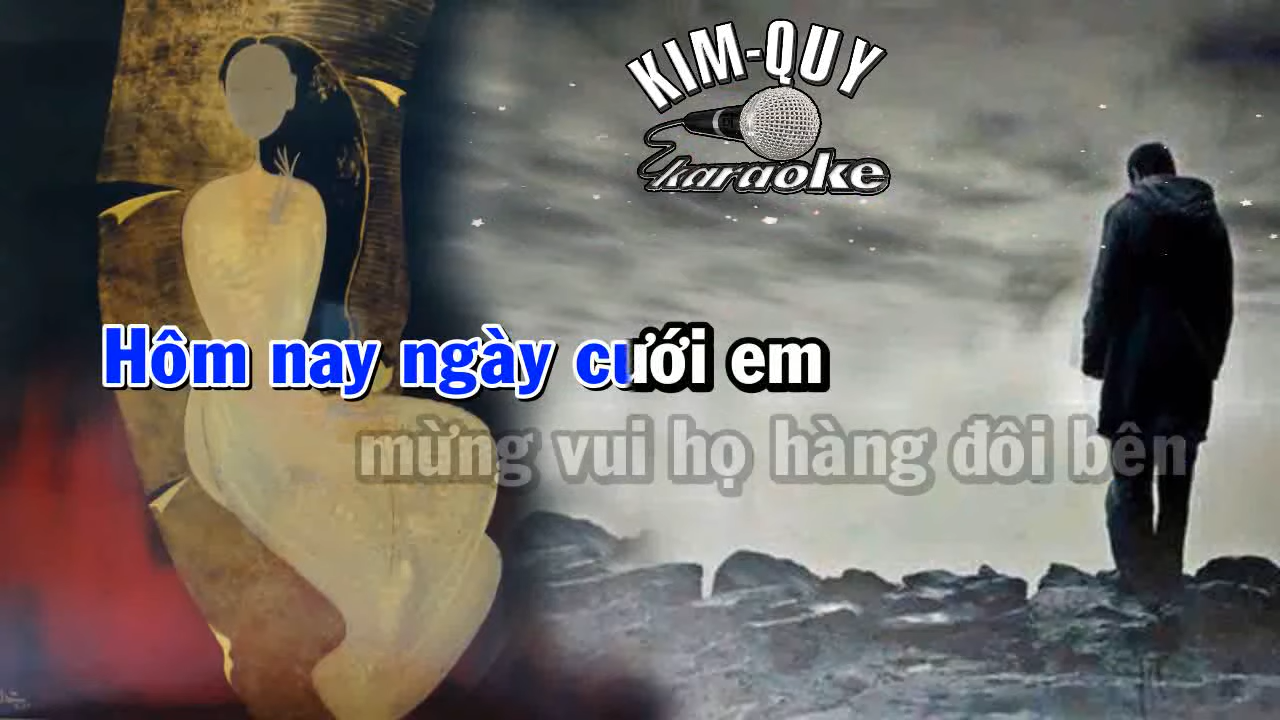 KIM-QUY
karaoke
Hôm nay ngày cưới em
mừng vui họ hàng đôi bên